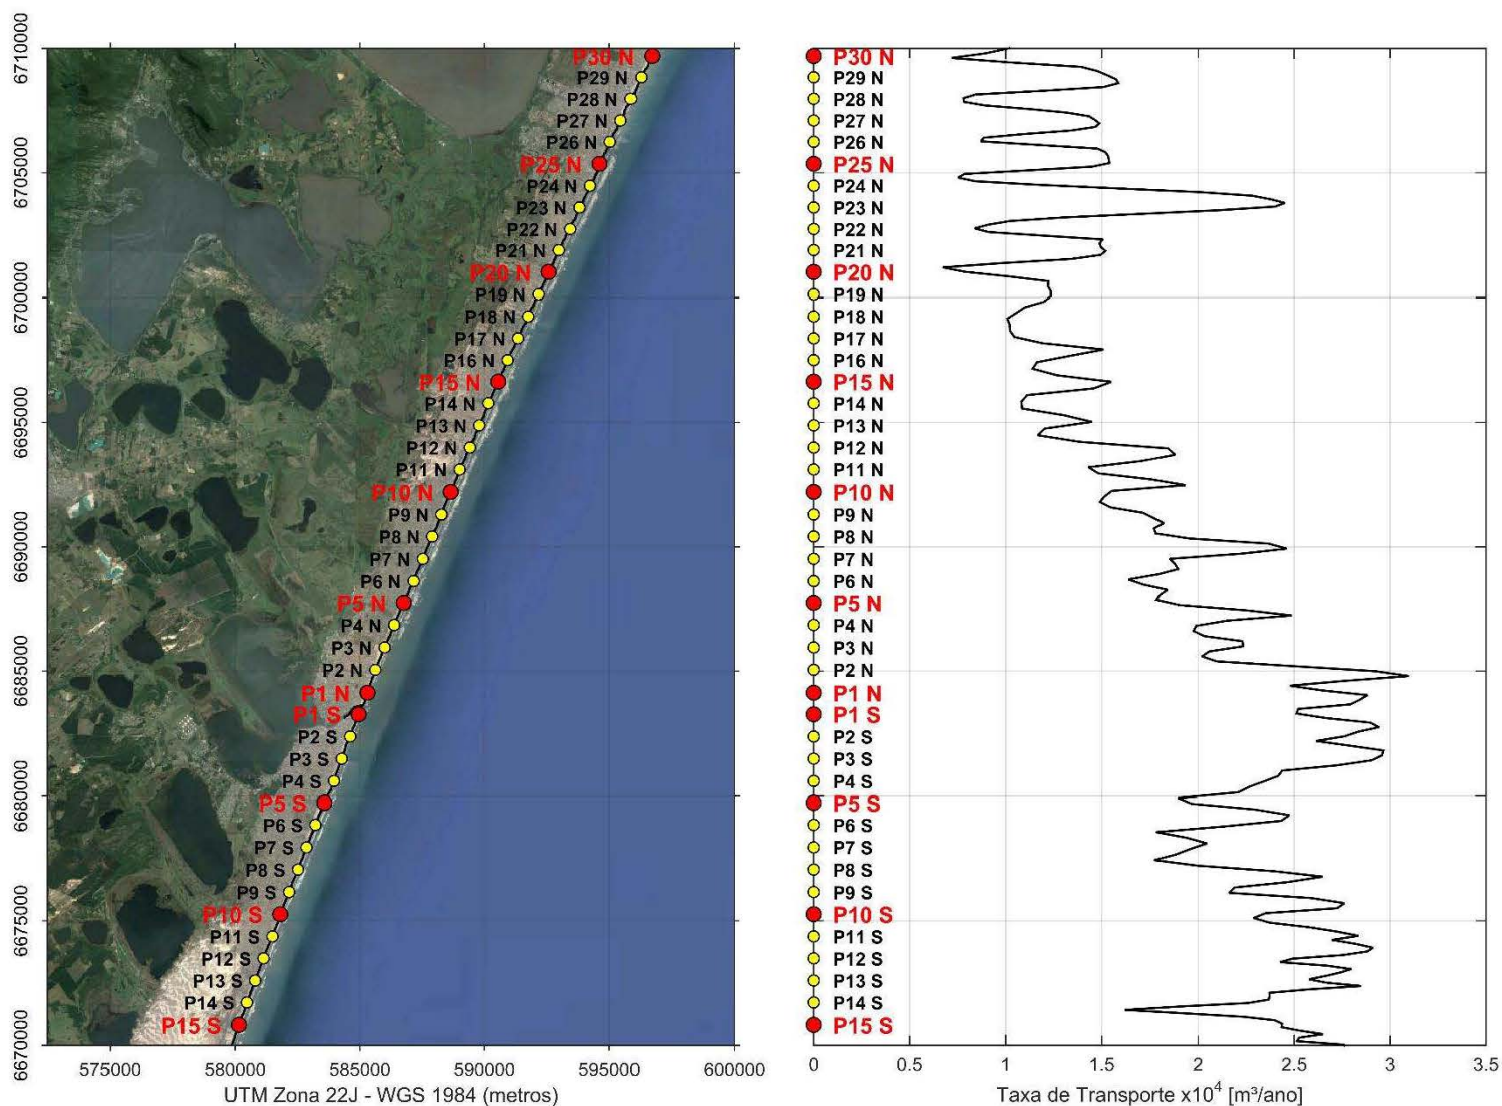 6710000
6705000
6700000
6695000
6690000
6685000
6680000
6675000
6670000
P30 N
P29 N
P28 N
P27 N
P26 N
P25 N
P24 N
P23 N
P22 N
P21 N
P20 N
P19 N
P18 N
P17 N
P16 N
P15 N
P14 N
P13 N
P12 N
P11 N
P10 N
P9 N
P8 N
P7 N
P6 N
P5 N
P4 N
P3 N
P2 N
P1 N
P1 S
P2 S
P3 S
P4 S
P5 S
P6 S
P7 S
P8 S
P9 S
P10 S
P11 S
P12 S
P13 S
P14 S
P15 S
575000 580000 585000 590000 595000 600000
UTM Zona 22J - WGS 1984 (metros)
P30 N
P29 N
P28 N
P27 N
P26 N
P25 N
P24 N
P23 N
P22 N
P21 N
P20 N
P19 N
P18 N
P17 N
P16 N
P15 N
P14 N
P13 N
P12 N
P11 N
P10 N
P9 N
P8 N
P7 N
P6 N
P5 N
P4 N
P3 N
P2 N
P1 N
P1 S
P2 S
P3 S
P4 S
P5 S
P6 S
P7 S
P8 S
P9 S
P10 S
P11 S
P12 S
P13 S
P14 S
P15 S
0 0.5 1 1.5 2 2.5 3 3.5
Taxa de Transporte x10⁴ [m³/ano]